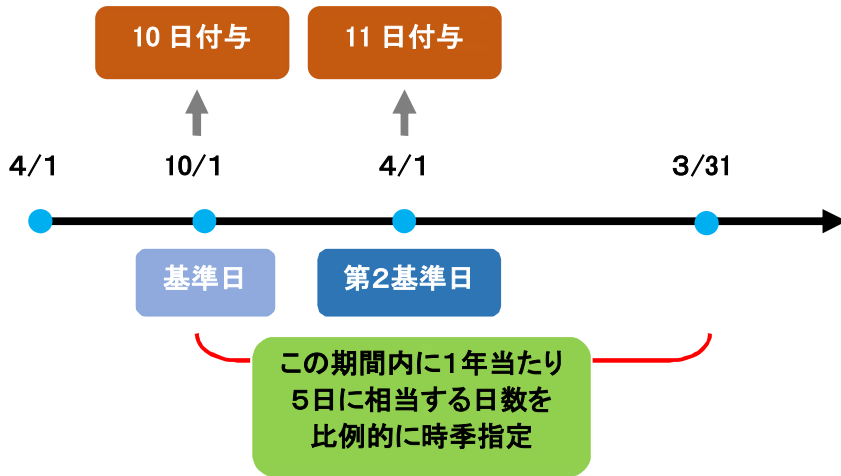 10日付与
11日付与
4/1
10/1
4/1
3/31
基準日
第2基準日
この期間内に1年当たり
5日に相当する日数を
比例的に時季指定